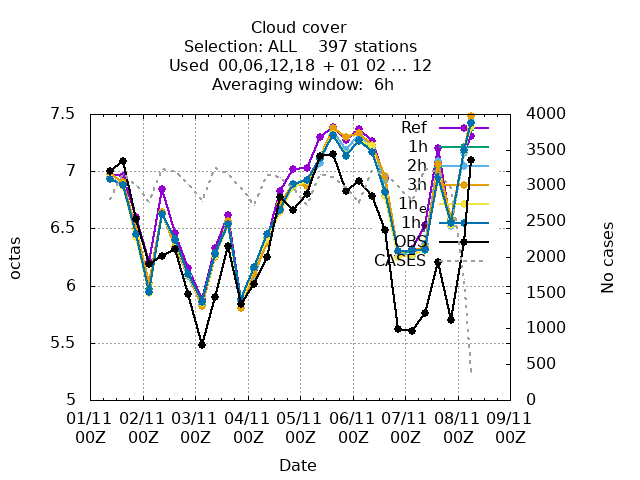 Cloud cover
Selection: ALL    397 stations
Used  00,06,12,18  + 01 02 ... 12
Averaging window:  6h
7.5
7
6.5
6
5.5
5
octas
4000
3500
3000
2500
2000
1500
1000
500
0
No cases
Ref
1h
2h
3h
1h_e
1h
OBS
CASES
01/11 02/11 03/11 04/11 05/11 06/11 07/11 08/11 09/11
00Z 00Z 00Z 00Z 00Z 00Z 00Z 00Z 00Z
Date